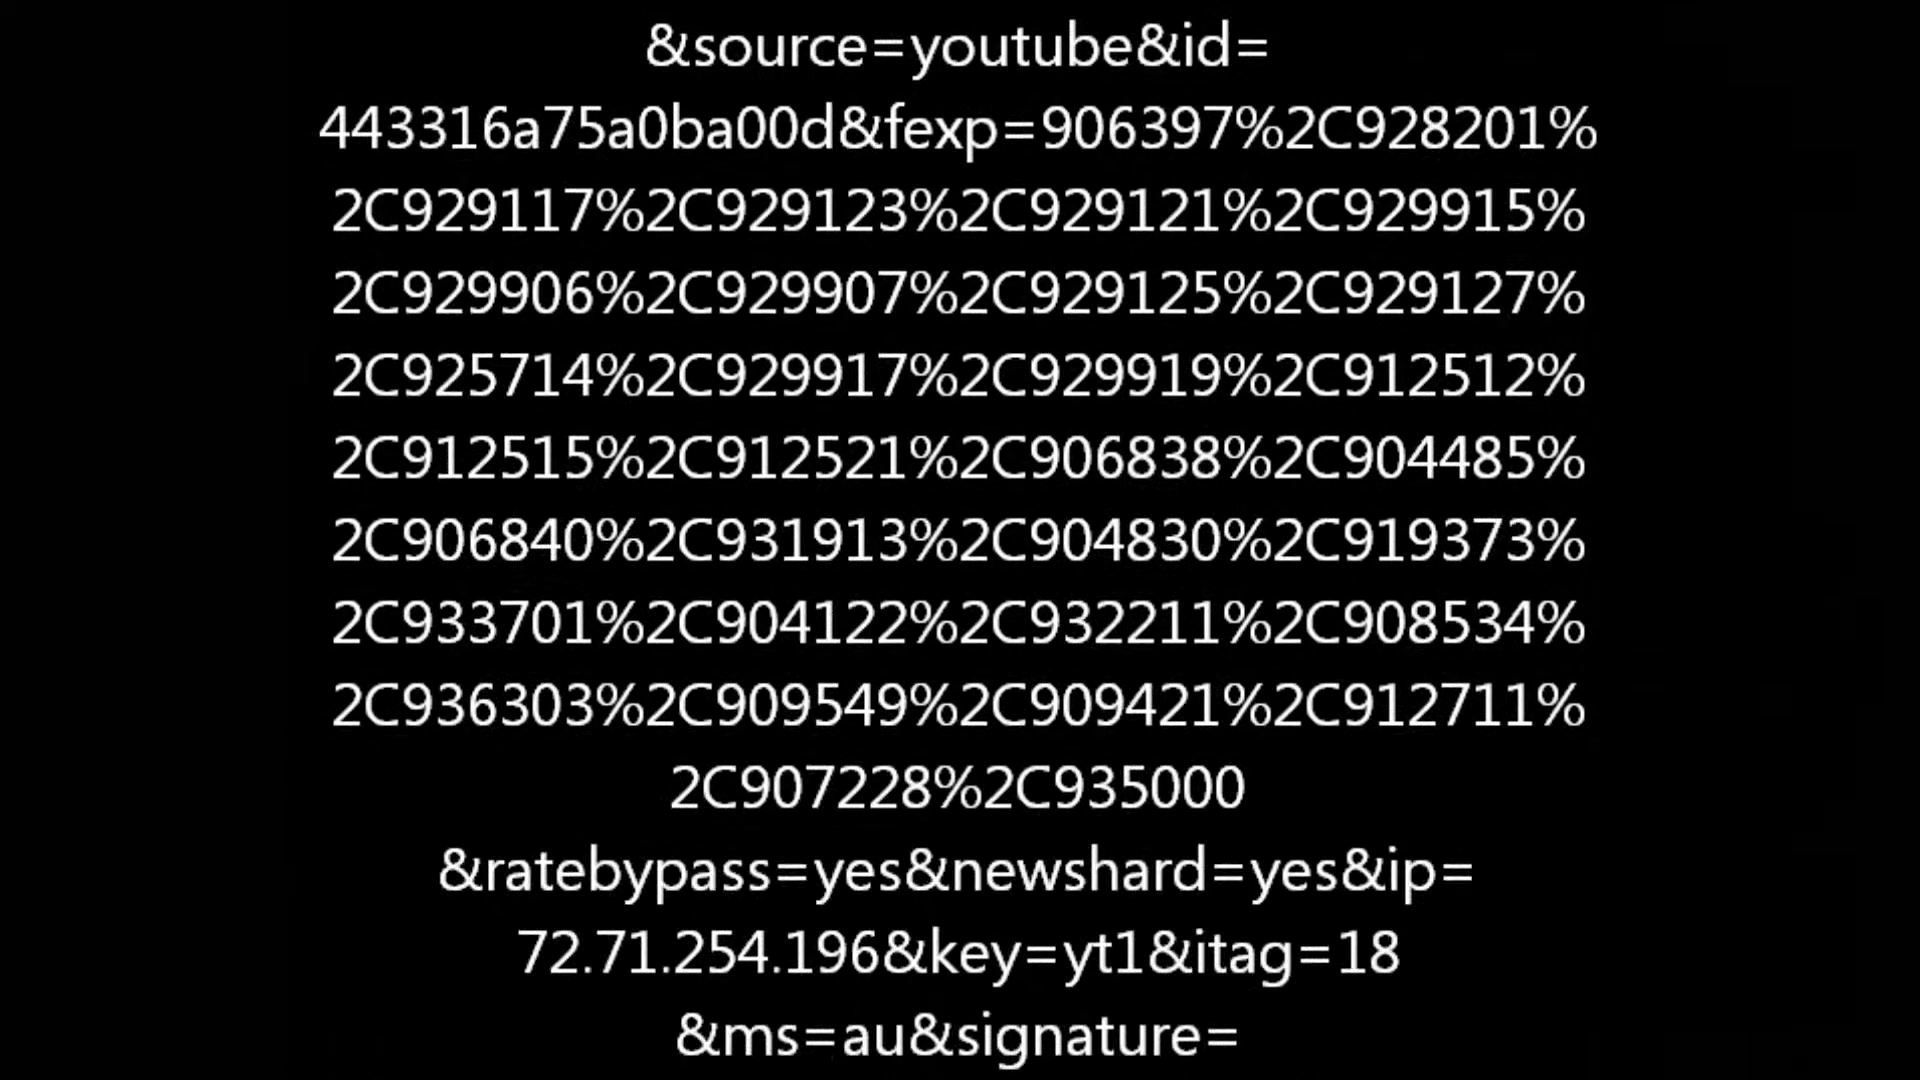 &source=youtube&id=
443316a75a0ba00d&fexp=906397%2C928201%
2C929117%2C929123%2C929121%2C929915%
2C929906%2C929907%2C929125%2C929127%
2C925714%2C929917%2C929919%2C912512%
2C912515%2C912521%2C906838%2C904485%
2C906840%2C931913%2C904830%2C919373%
2C933701%2C904122%2C932211%2C908534%
2C936303%2C909549%2C909421%2C912711%
2C907228%2C935000
&ratebypass=yes&newshard=yes&ip=
72.71.254.196&key=yt1&itag=18
&ms=au&signature=